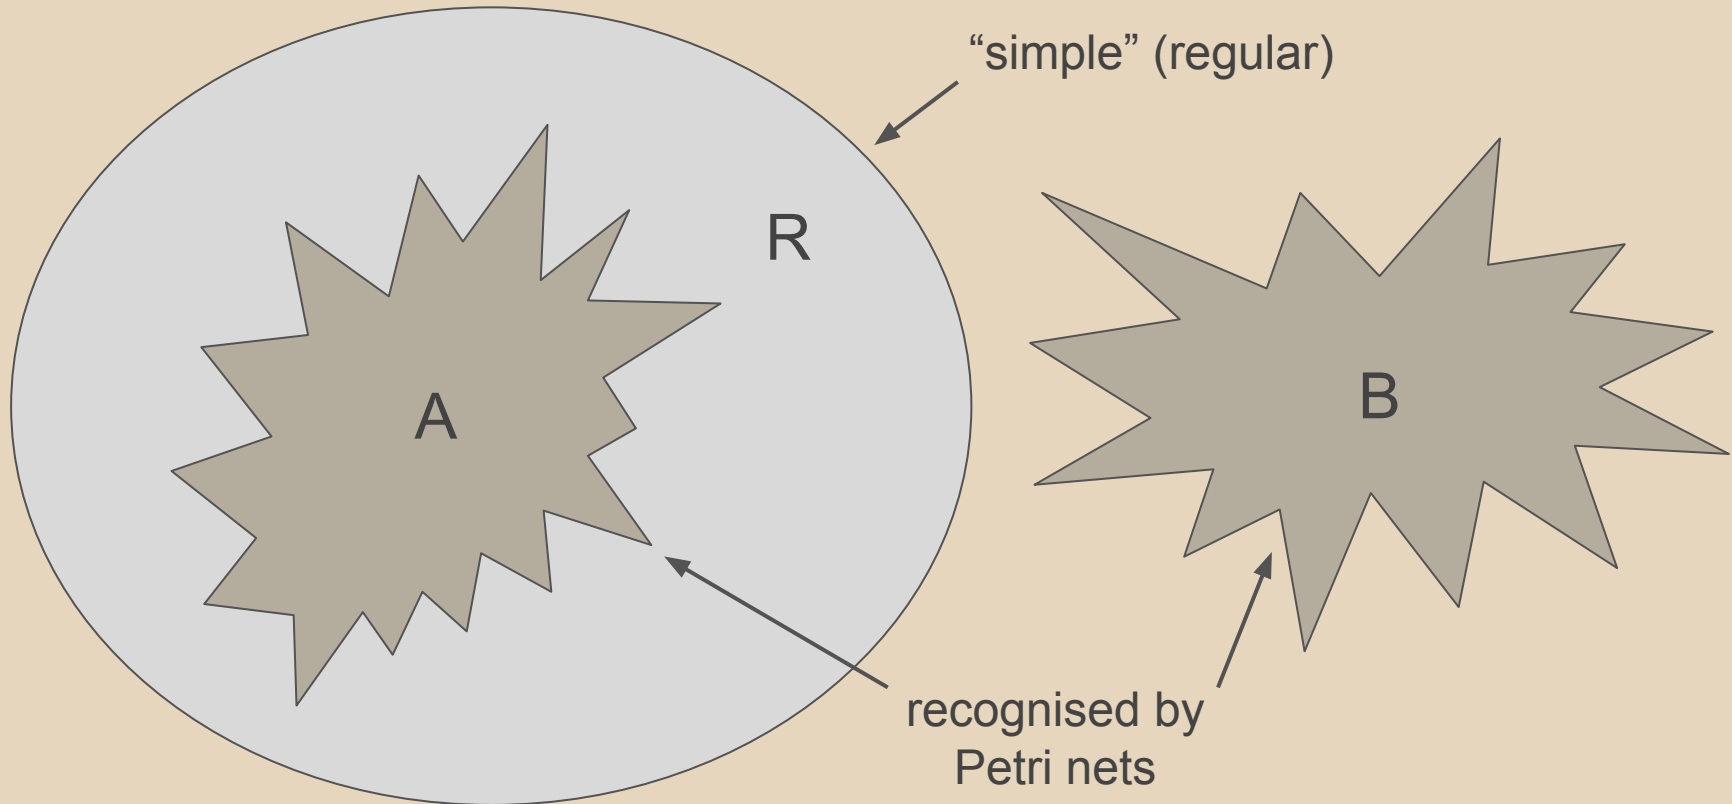 “simple” (regular)
R
A
B
recognised by
Petri nets